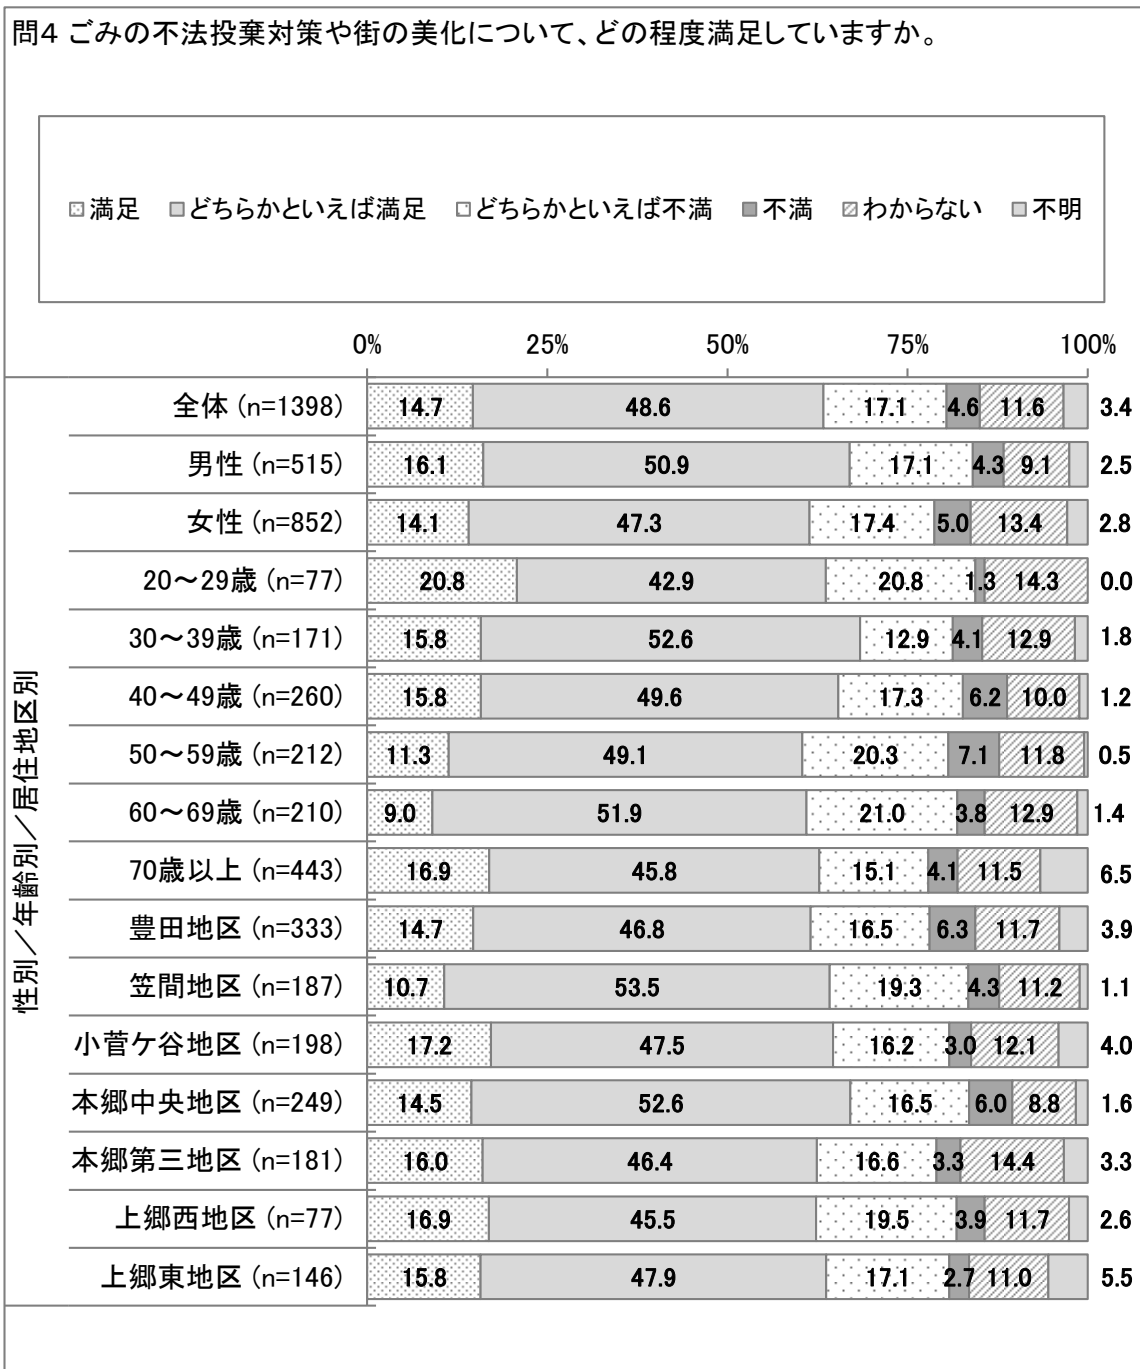 問4 ごみの不法投棄対策や街の美化について、どの程度満足していますか。
満足 どちらかといえば満足 どちらかといえば不満 不満 わからない 不明
0% 25% 50% 75% 100%
性別／年齢別／居住地区別
全体 (n=1398) 14.7 48.6 17.1 4.6 11.6 3.4
男性 (n=515) 16.1 50.9 17.1 4.3 9.1 2.5
女性 (n=852) 14.1 47.3 17.4 5.0 13.4 2.8
20～29歳 (n=77) 20.8 42.9 20.8 1.3 14.3 0.0
30～39歳 (n=171) 15.8 52.6 12.9 4.1 12.9 1.8
40～49歳 (n=260) 15.8 49.6 17.3 6.2 10.0 1.2
50～59歳 (n=212) 11.3 49.1 20.3 7.1 11.8 0.5
60～69歳 (n=210) 9.0 51.9 21.0 3.8 12.9 1.4
70歳以上 (n=443) 16.9 45.8 15.1 4.1 11.5 6.5
豊田地区 (n=333) 14.7 46.8 16.5 6.3 11.7 3.9
笠間地区 (n=187) 10.7 53.5 19.3 4.3 11.2 1.1
小菅ケ谷地区 (n=198) 17.2 47.5 16.2 3.0 12.1 4.0
本郷中央地区 (n=249) 14.5 52.6 16.5 6.0 8.8 1.6
本郷第三地区 (n=181) 16.0 46.4 16.6 3.3 14.4 3.3
上郷西地区 (n=77) 16.9 45.5 19.5 3.9 11.7 2.6
上郷東地区 (n=146) 15.8 47.9 17.1 2.7 11.0 5.5